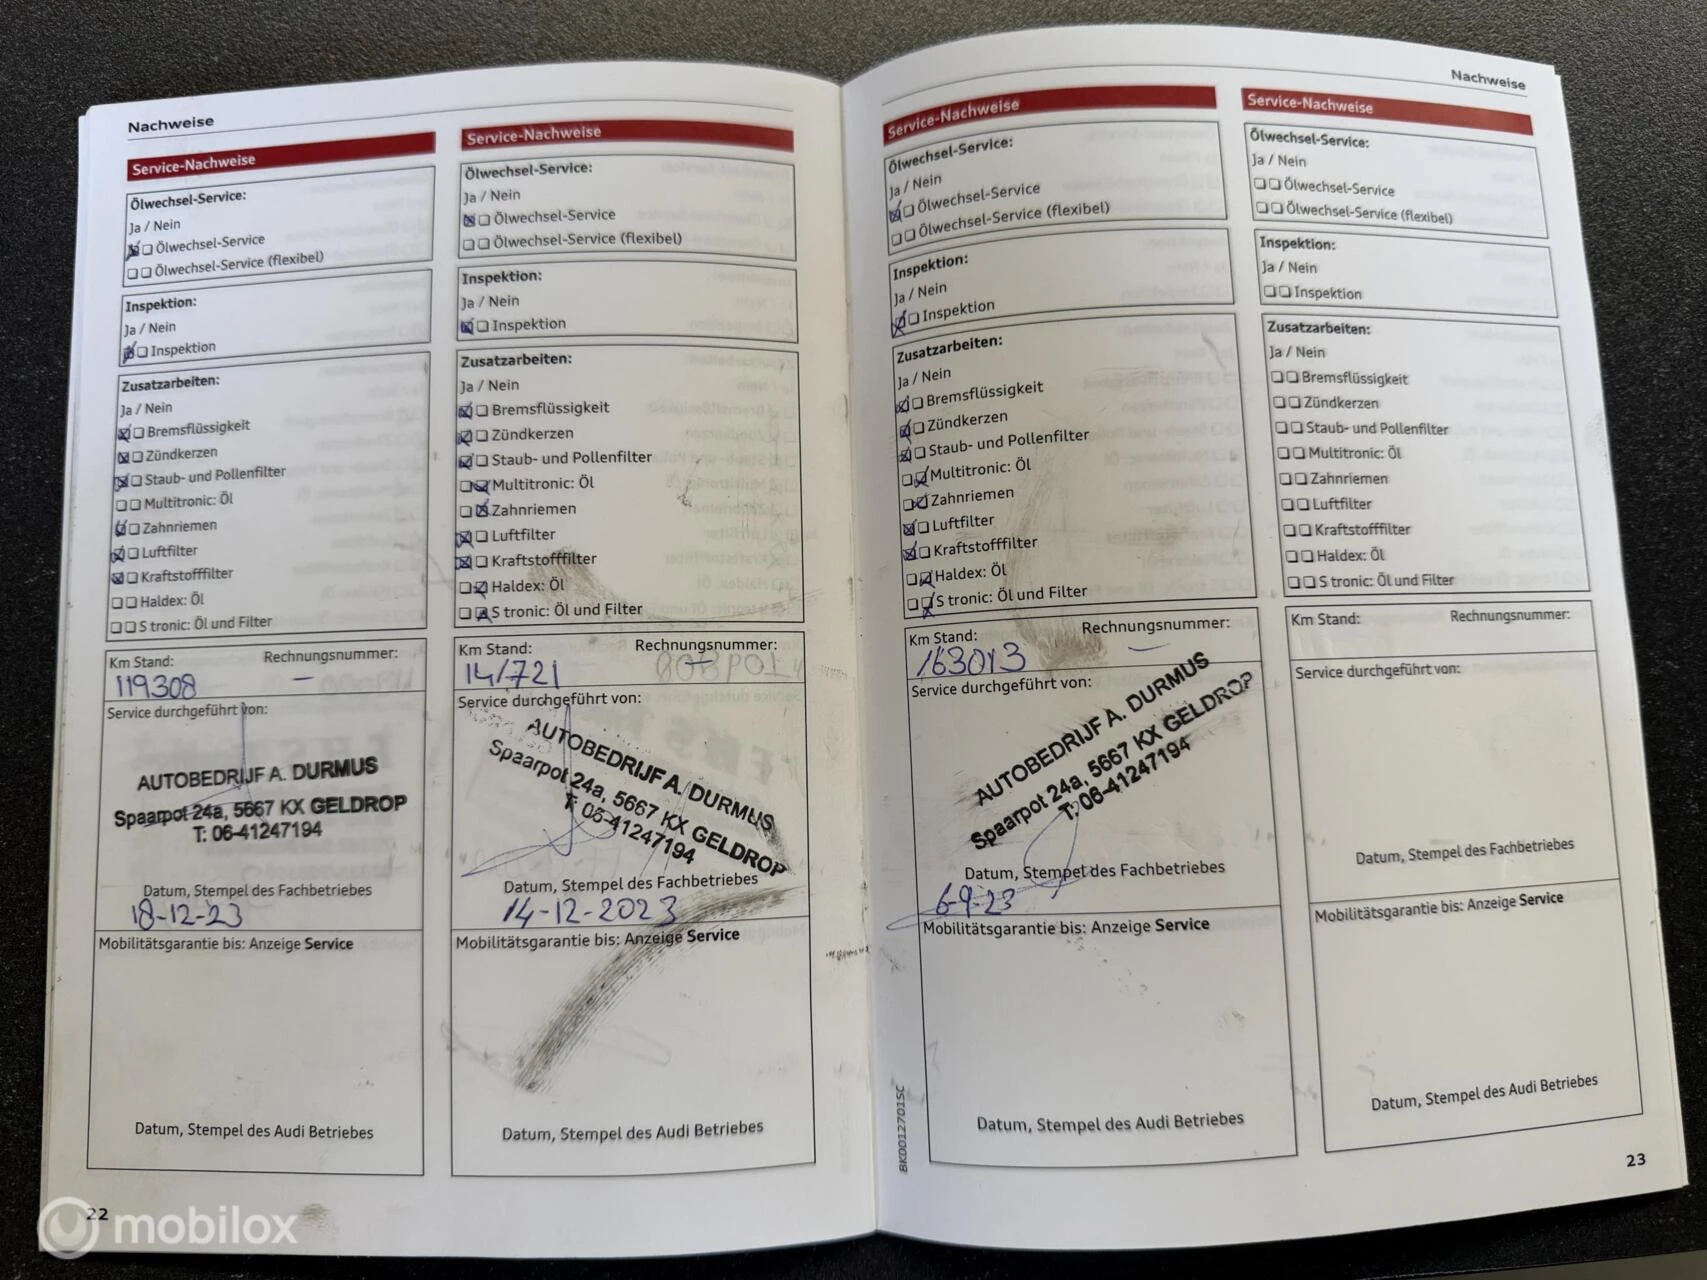 Nachweise
Service-Nachweise
Ölwechsel-Service:
Ja / Nein
Ölwechsel-Service
Ölwechsel-Service (flexibel)
Inspektion:
Ja / Nein
Inspektion
Zusatzarbeiten:
Ja / Nein
Bremsflüssigkeit
Zündkerzen
Staub- und Pollenfilter
Multitronic: Öl
Zahnriemen
Luftfilter
Kraftstofffilter
Haldex: Öl
S tronic: Öl und Filter
Km Stand: Rechnungsnummer:
119308 –
Service durchgeführt von:
AUTOBEDRIJF A. DURMUS
Spaarpot 24a, 5667 KX GELDROP
T: 06-41247194
Datum, Stempel des Fachbetriebes
18-12-23
Mobilitätsgarantie bis: Anzeige Service
Datum, Stempel des Audi Betriebes
22
Service-Nachweise
Ölwechsel-Service:
Ja / Nein
Ölwechsel-Service
Ölwechsel-Service (flexibel)
Inspektion:
Ja / Nein
Inspektion
Zusatzarbeiten:
Ja / Nein
Bremsflüssigkeit
Zündkerzen
Staub- und Pollenfilter
Multitronic: Öl
Zahnriemen
Luftfilter
Kraftstofffilter
Haldex: Öl
S tronic: Öl und Filter
Km Stand: Rechnungsnummer:
141721 –
Service durchgeführt von:
AUTOBEDRIJF A. DURMUS
Spaarpot 24a, 5667 KX GELDROP
T: 06-41247194
Datum, Stempel des Fachbetriebes
14-12-2023
Mobilitätsgarantie bis: Anzeige Service
Datum, Stempel des Audi Betriebes
Nachweise
Service-Nachweise
Ölwechsel-Service:
Ja / Nein
Ölwechsel-Service
Ölwechsel-Service (flexibel)
Inspektion:
Ja / Nein
Inspektion
Zusatzarbeiten:
Ja / Nein
Bremsflüssigkeit
Zündkerzen
Staub- und Pollenfilter
Multitronic: Öl
Zahnriemen
Luftfilter
Kraftstofffilter
Haldex: Öl
S tronic: Öl und Filter
Km Stand: Rechnungsnummer:
163013 –
Service durchgeführt von:
AUTOBEDRIJF A. DURMUS
Spaarpot 24a, 5667 KX GELDROP
T: 06-41247194
Datum, Stempel des Fachbetriebes
6-9-23
Mobilitätsgarantie bis: Anzeige Service
Datum, Stempel des Audi Betriebes
BKDD12701SC
Service-Nachweise
Ölwechsel-Service:
Ja / Nein
Ölwechsel-Service
Ölwechsel-Service (flexibel)
Inspektion:
Ja / Nein
Inspektion
Zusatzarbeiten:
Ja / Nein
Bremsflüssigkeit
Zündkerzen
Staub- und Pollenfilter
Multitronic: Öl
Zahnriemen
Luftfilter
Kraftstofffilter
Haldex: Öl
S tronic: Öl und Filter
Km Stand: Rechnungsnummer:
Service durchgeführt von:
Datum, Stempel des Fachbetriebes
Mobilitätsgarantie bis: Anzeige Service
Datum, Stempel des Audi Betriebes
23
mobilox